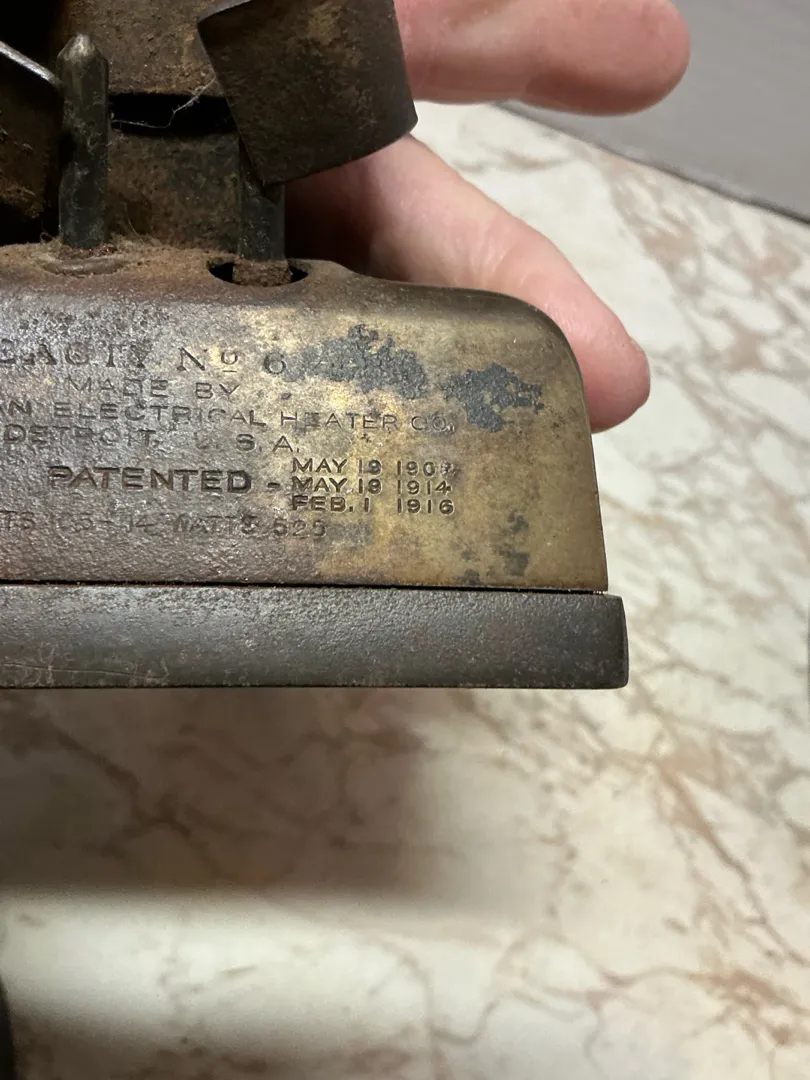 No 6
MADE BY
AN ELECTRICAL HEATER CO.
DETROIT, U. S. A.
PATENTED - MAY 19
MAY 19 1914
FEB. 1 1916
WATTS 525